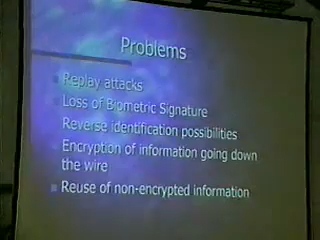 Problems
Replay attacks
Loss of Biometric Signature
Reverse identification possibilities
Encryption of information going down
the wire
Reuse of non-encrypted information